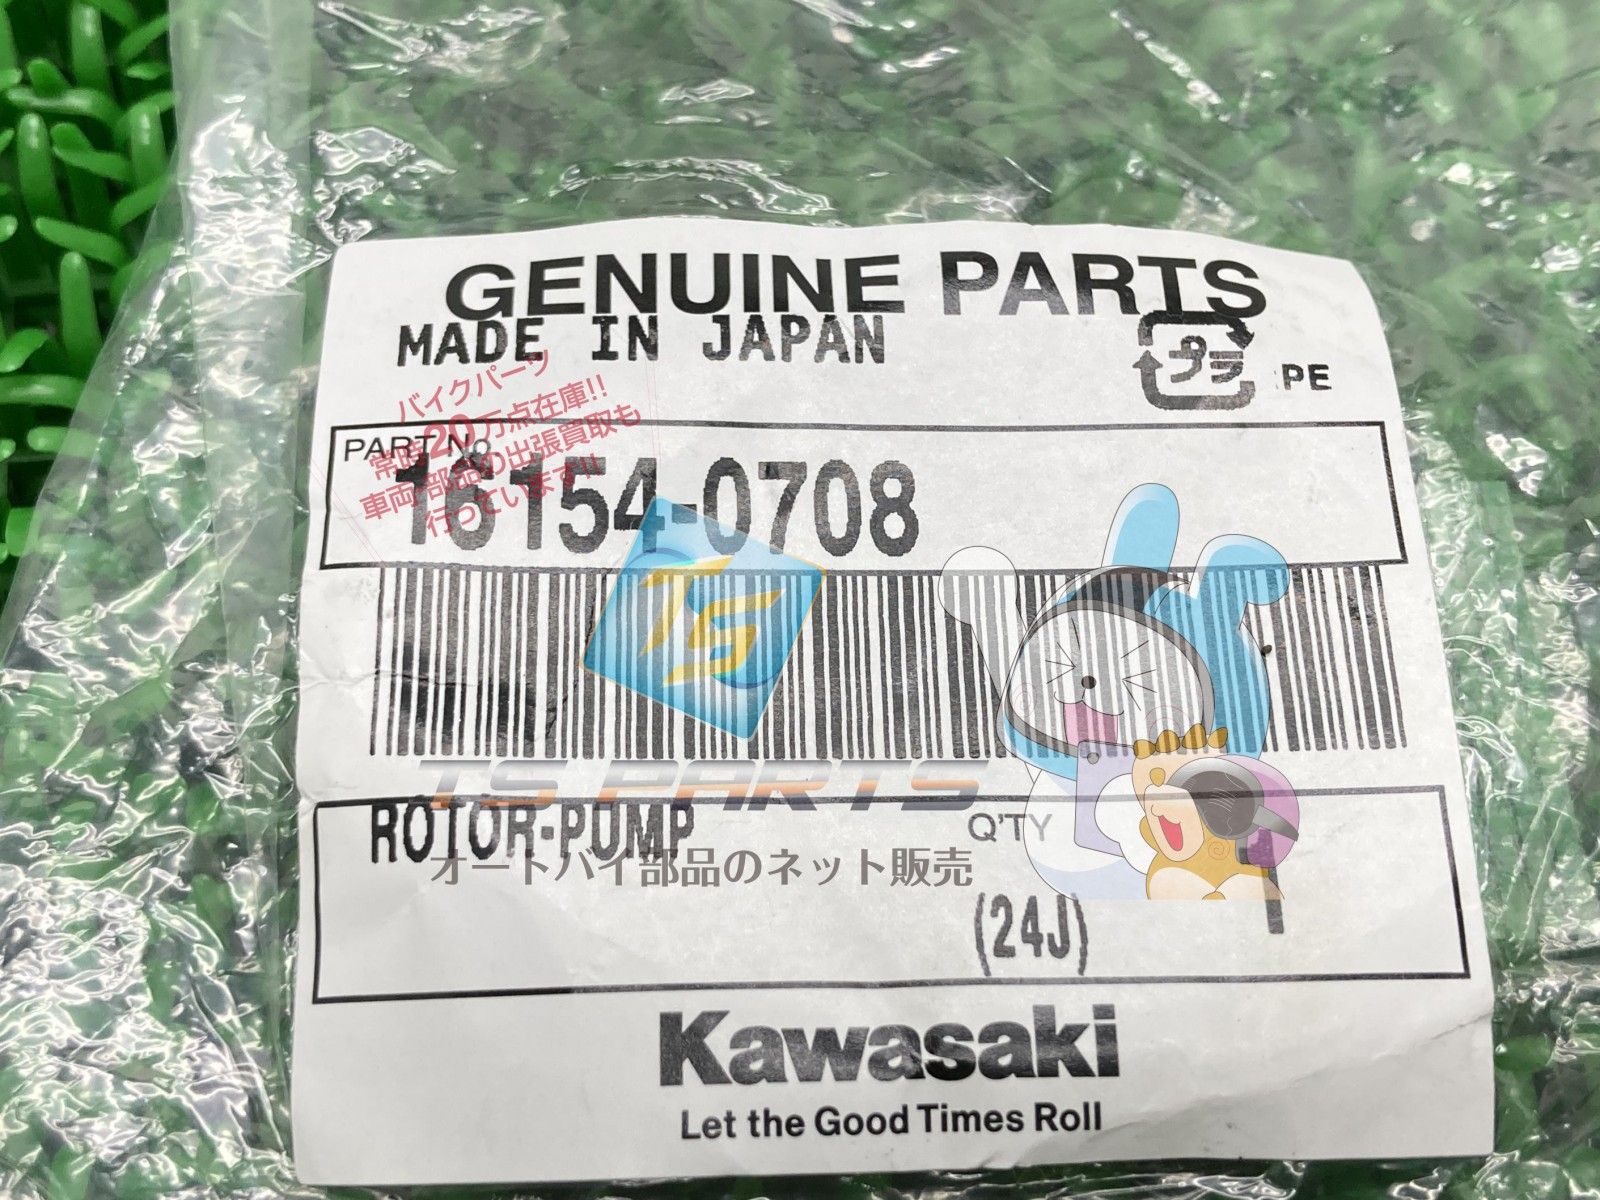 GENUINE PARTS
MADE IN JAPAN
プラ
PE
バイクパーツ
常時20万点在庫!!
車両・部品の出張買取も
行っています!!
PART No.
16154-0708
TS
TS PARTS
ROTOR-PUMP
Q'TY
1
オートバイ部品のネット販売
(24J)
Kawasaki
Let the Good Times Roll